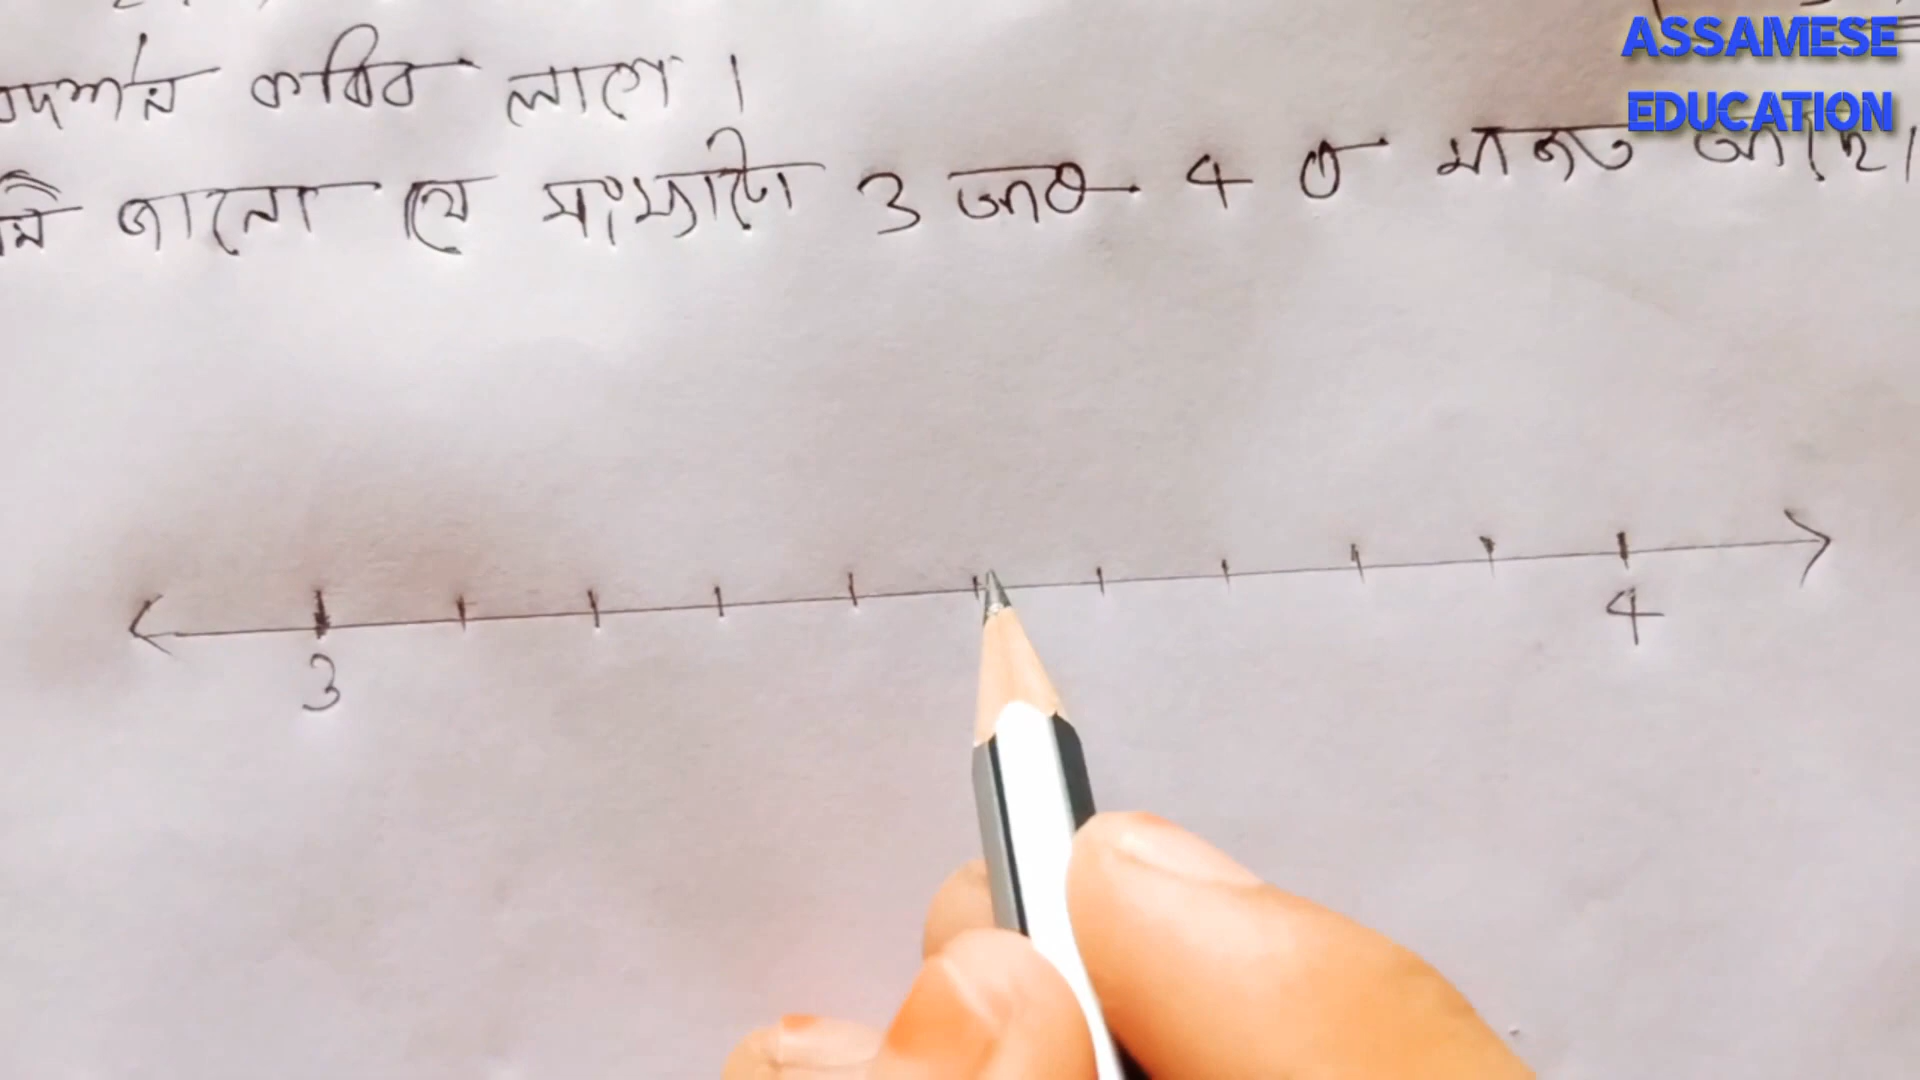 ASSAMESE
EDUCATION
কৰিব লাগে ।
জানো যে সংখ্যাটো 3 আৰু 4 ৰ মাজত আছে।
3
4